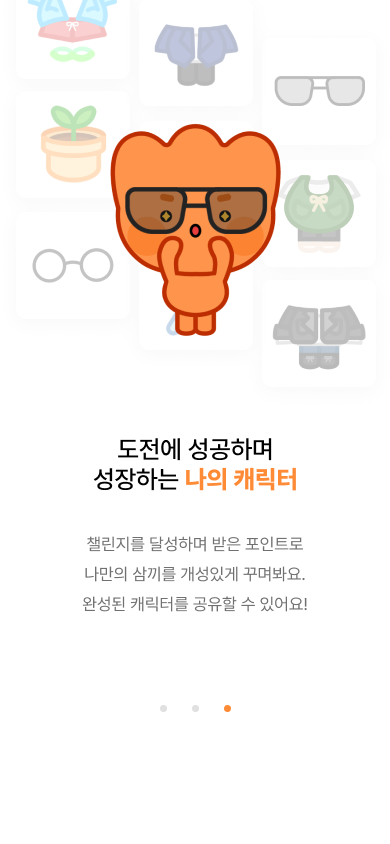 도전에 성공하며
성장하는 나의 캐릭터
챌린지를 달성하며 받은 포인트로
나만의 삼끼를 개성있게 꾸며봐요.
완성된 캐릭터를 공유할 수 있어요!